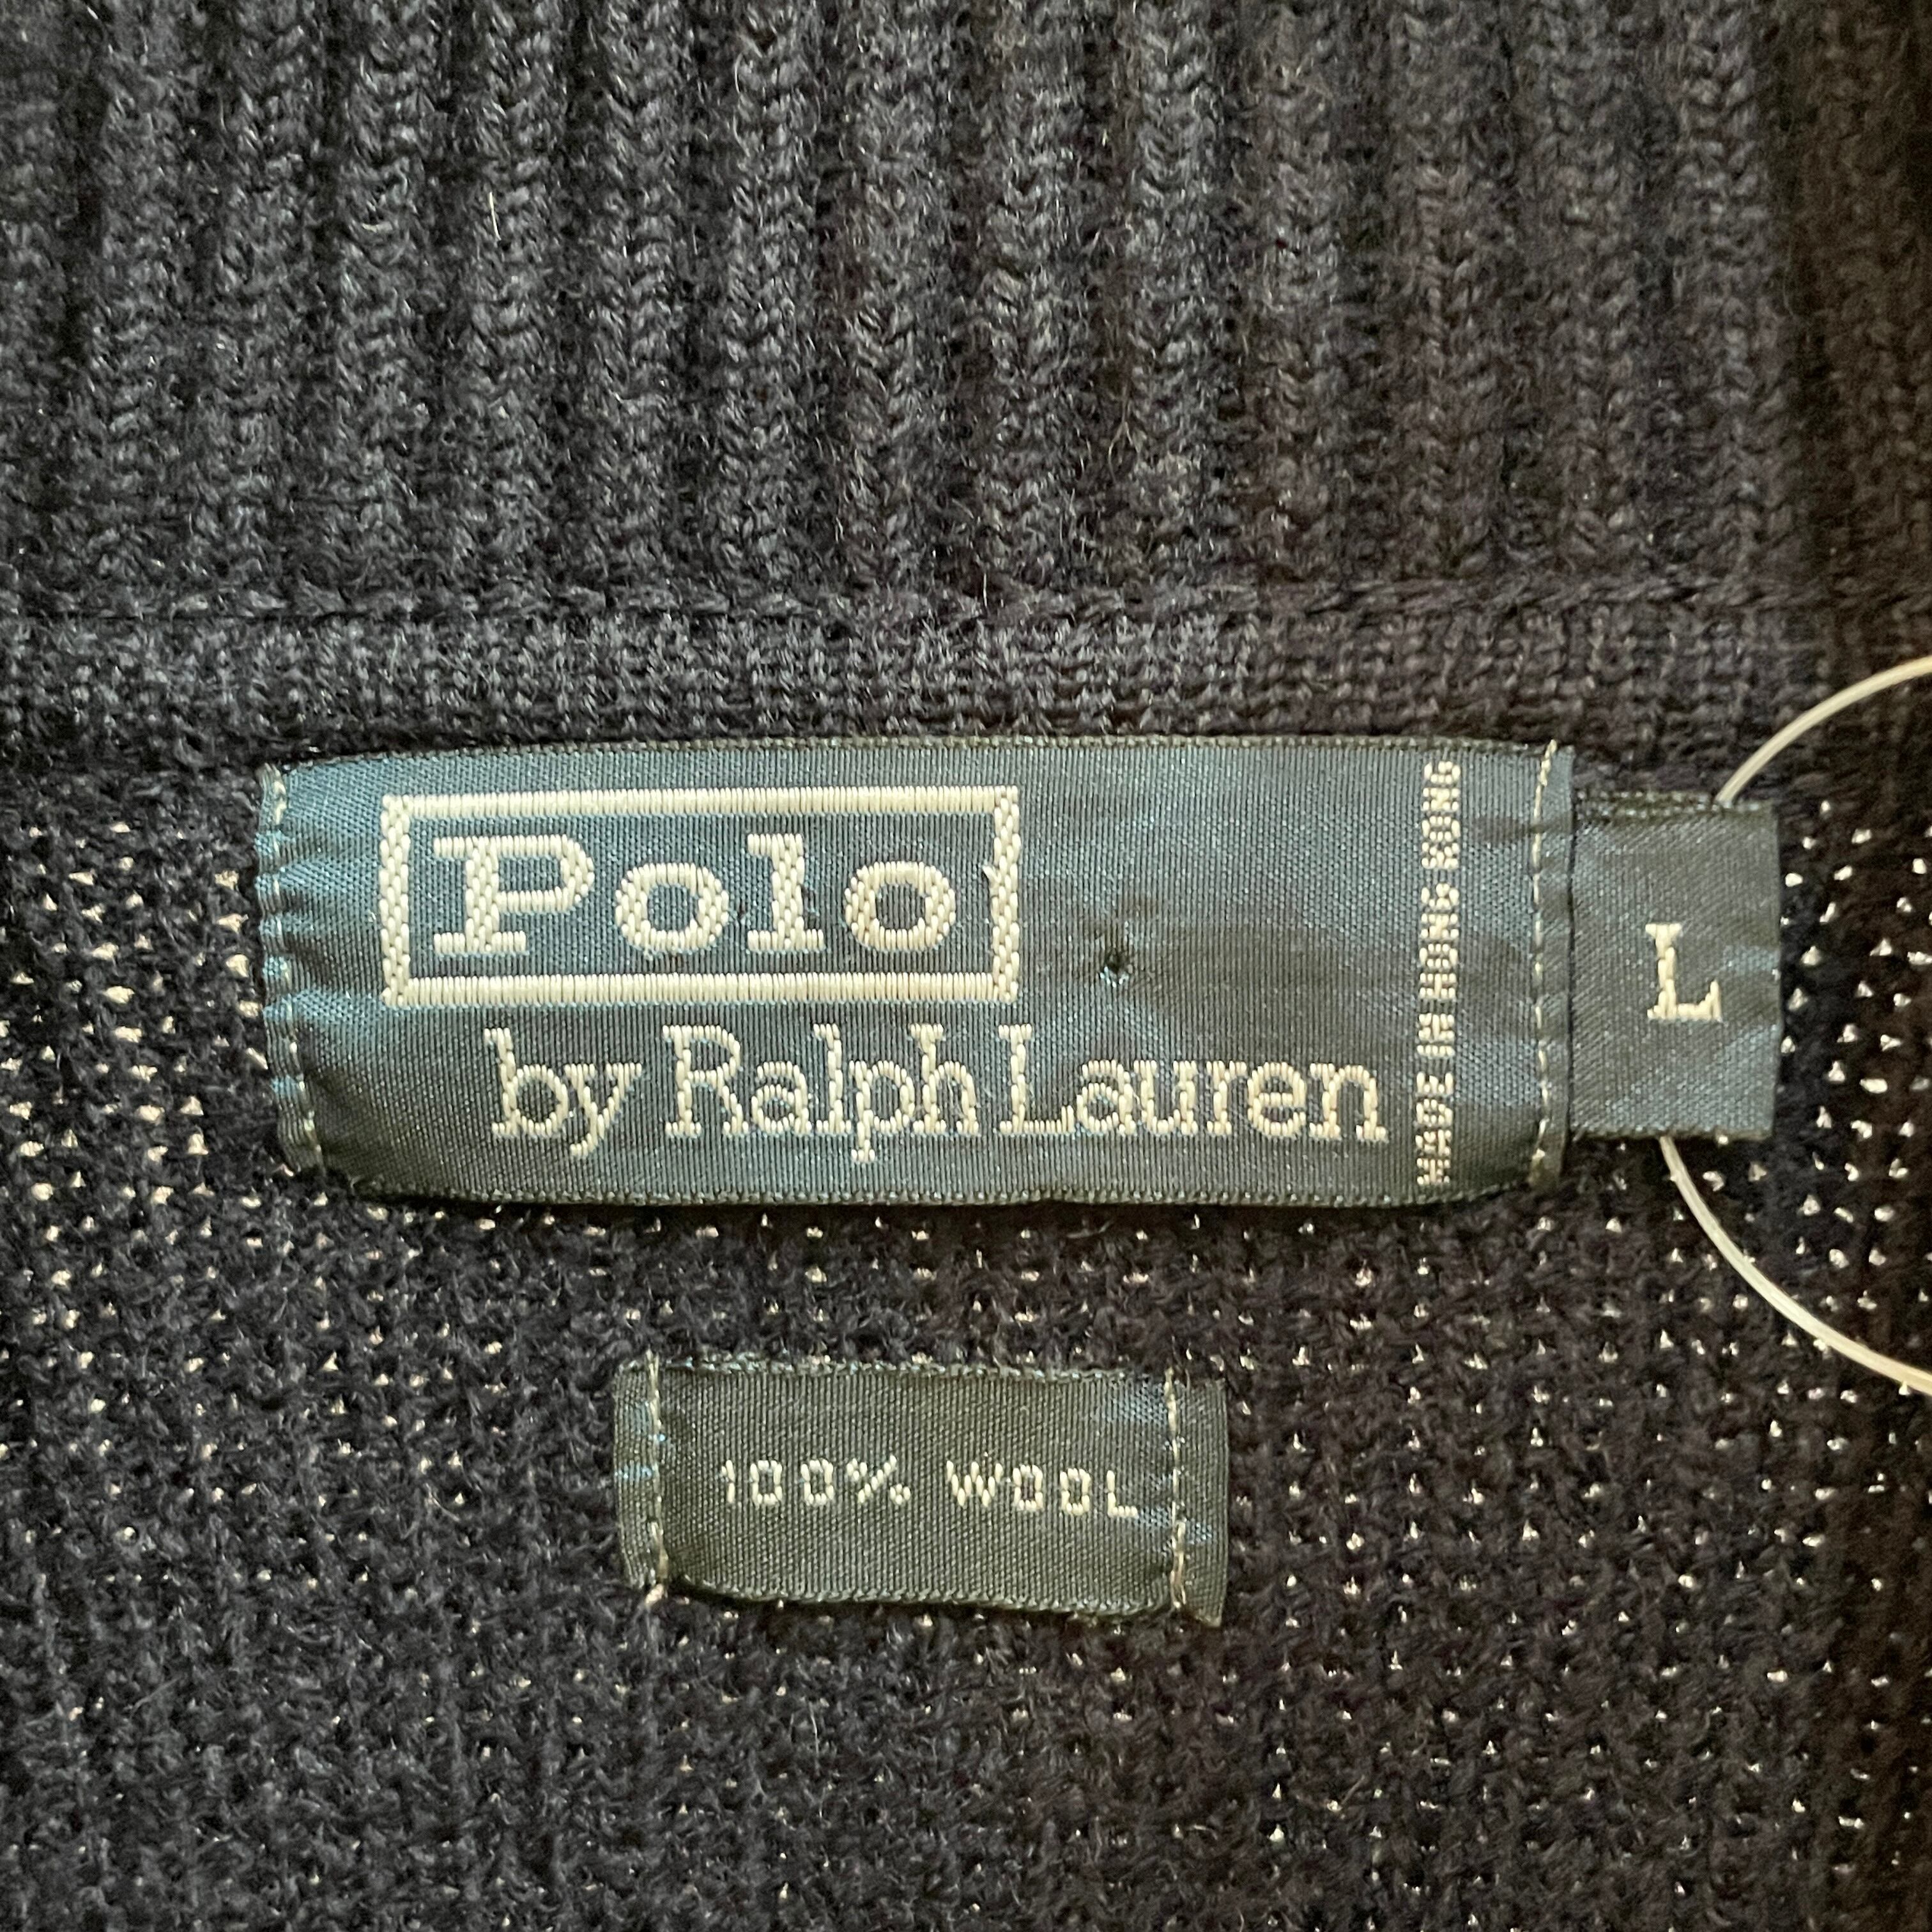 Polo
by Ralph Lauren
MADE IN HONG KONG
L
100% WOOL